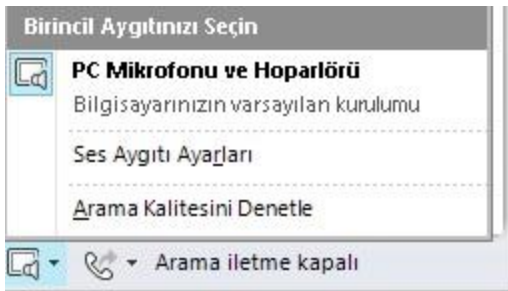 Birincil Aygıtınızı Seçin
PC Mikrofonu ve Hoparlörü
Bilgisayarınızın varsayılan kurulumu
Ses Aygıtı Ayarları
Arama Kalitesini Denetle
Arama iletme kapalı